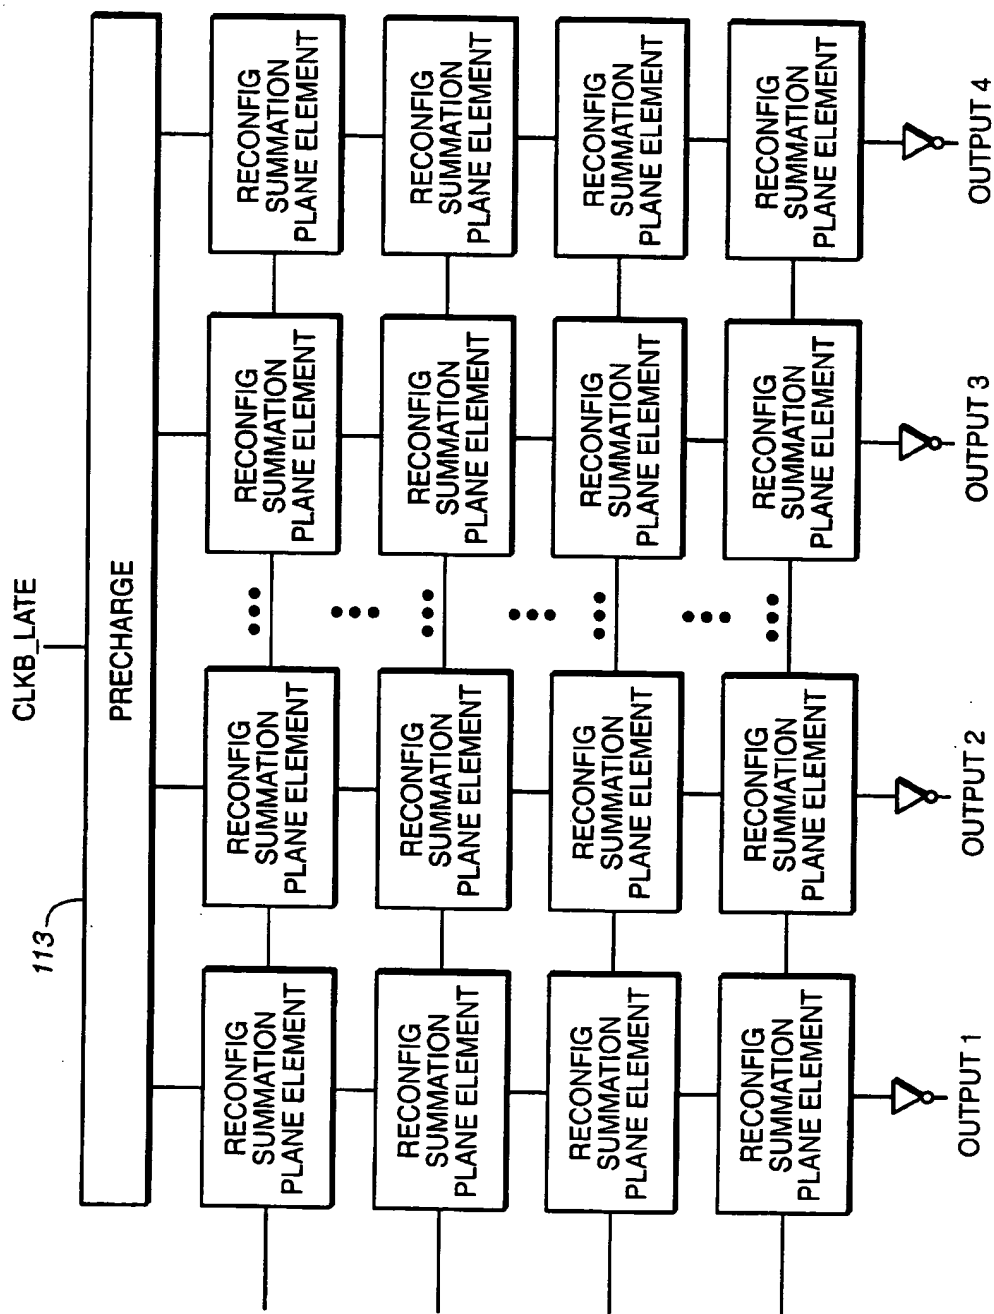 CLKB_LATE
113
PRECHARGE
RECONFIG
SUMMATION
PLANE ELEMENT
RECONFIG
SUMMATION
PLANE ELEMENT
RECONFIG
SUMMATION
PLANE ELEMENT
RECONFIG
SUMMATION
PLANE ELEMENT
RECONFIG
SUMMATION
PLANE ELEMENT
RECONFIG
SUMMATION
PLANE ELEMENT
RECONFIG
SUMMATION
PLANE ELEMENT
RECONFIG
SUMMATION
PLANE ELEMENT
RECONFIG
SUMMATION
PLANE ELEMENT
RECONFIG
SUMMATION
PLANE ELEMENT
RECONFIG
SUMMATION
PLANE ELEMENT
RECONFIG
SUMMATION
PLANE ELEMENT
RECONFIG
SUMMATION
PLANE ELEMENT
RECONFIG
SUMMATION
PLANE ELEMENT
RECONFIG
SUMMATION
PLANE ELEMENT
RECONFIG
SUMMATION
PLANE ELEMENT
OUTPUT 1
OUTPUT 2
OUTPUT 3
OUTPUT 4